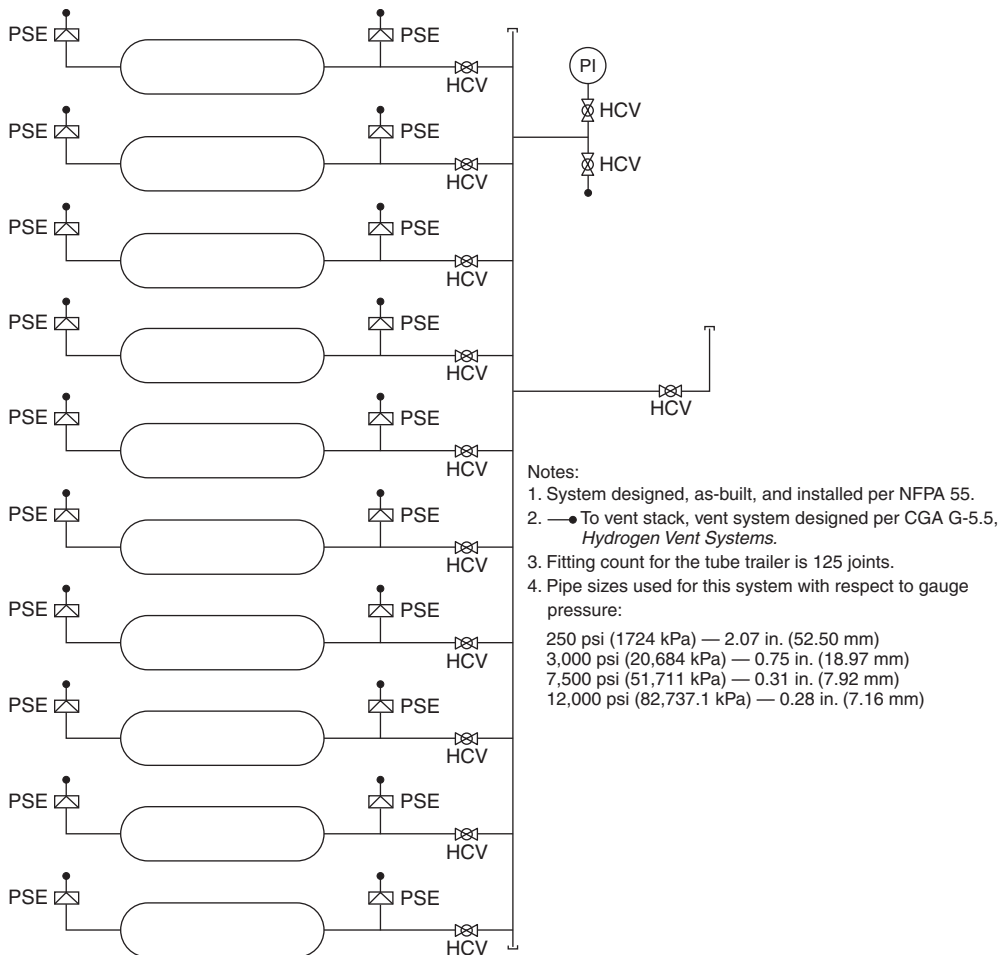 PSE PSE
HCV
PI
HCV
PSE PSE
HCV
HCV
PSE PSE
HCV
PSE PSE
HCV
HCV
PSE PSE
HCV
Notes:
1. System designed, as-built, and installed per NFPA 55.
2. To vent stack, vent system designed per CGA G-5.5,
Hydrogen Vent Systems.
3. Fitting count for the tube trailer is 125 joints.
4. Pipe sizes used for this system with respect to gauge
pressure:
250 psi (1724 kPa) — 2.07 in. (52.50 mm)
3,000 psi (20,684 kPa) — 0.75 in. (18.97 mm)
7,500 psi (51,711 kPa) — 0.31 in. (7.92 mm)
12,000 psi (82,737.1 kPa) — 0.28 in. (7.16 mm)
PSE PSE
HCV
PSE PSE
HCV
PSE PSE
HCV
PSE PSE
HCV
PSE PSE
HCV